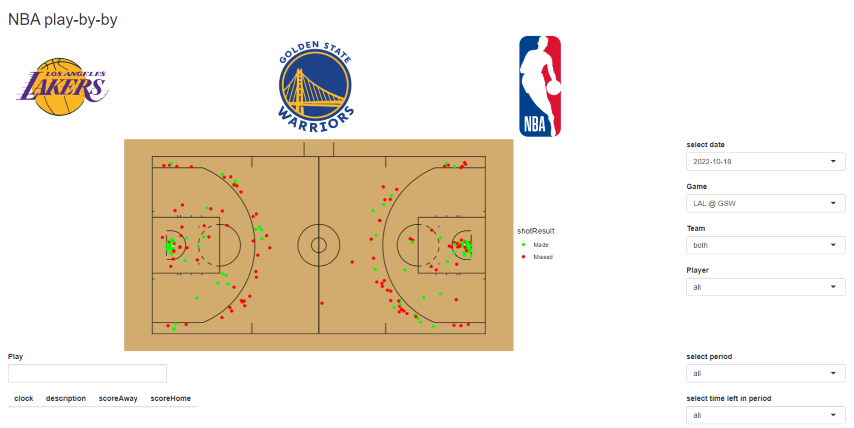 NBA play-by-by
LOS ANGELES
LAKERS
GOLDEN STATE
WARRIORS
NBA
select date
2022-10-18
Game
LAL @ GSW
Team
both
Player
all
shotResult
Made
Missed
Play
clock description scoreAway scoreHome
select period
all
select time left in period
all